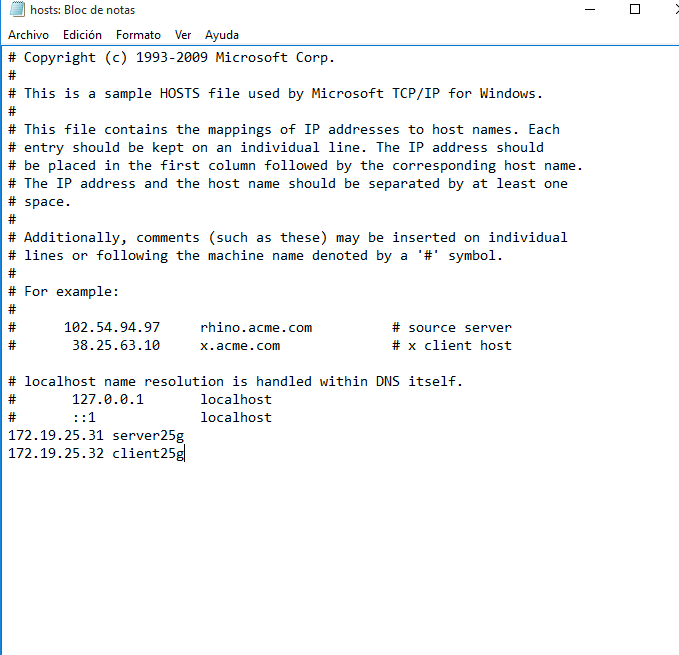 hosts: Bloc de notas
Archivo Edición Formato Ver Ayuda
# Copyright (c) 1993-2009 Microsoft Corp.
#
# This is a sample HOSTS file used by Microsoft TCP/IP for Windows.
#
# This file contains the mappings of IP addresses to host names. Each
# entry should be kept on an individual line. The IP address should
# be placed in the first column followed by the corresponding host name.
# The IP address and the host name should be separated by at least one
# space.
#
# Additionally, comments (such as these) may be inserted on individual
# lines or following the machine name denoted by a '#' symbol.
#
# For example:
#
#      102.54.94.97     rhino.acme.com          # source server
#       38.25.63.10     x.acme.com              # x client host

# localhost name resolution is handled within DNS itself.
#       127.0.0.1       localhost
#       ::1             localhost
172.19.25.31 server25g
172.19.25.32 client25g